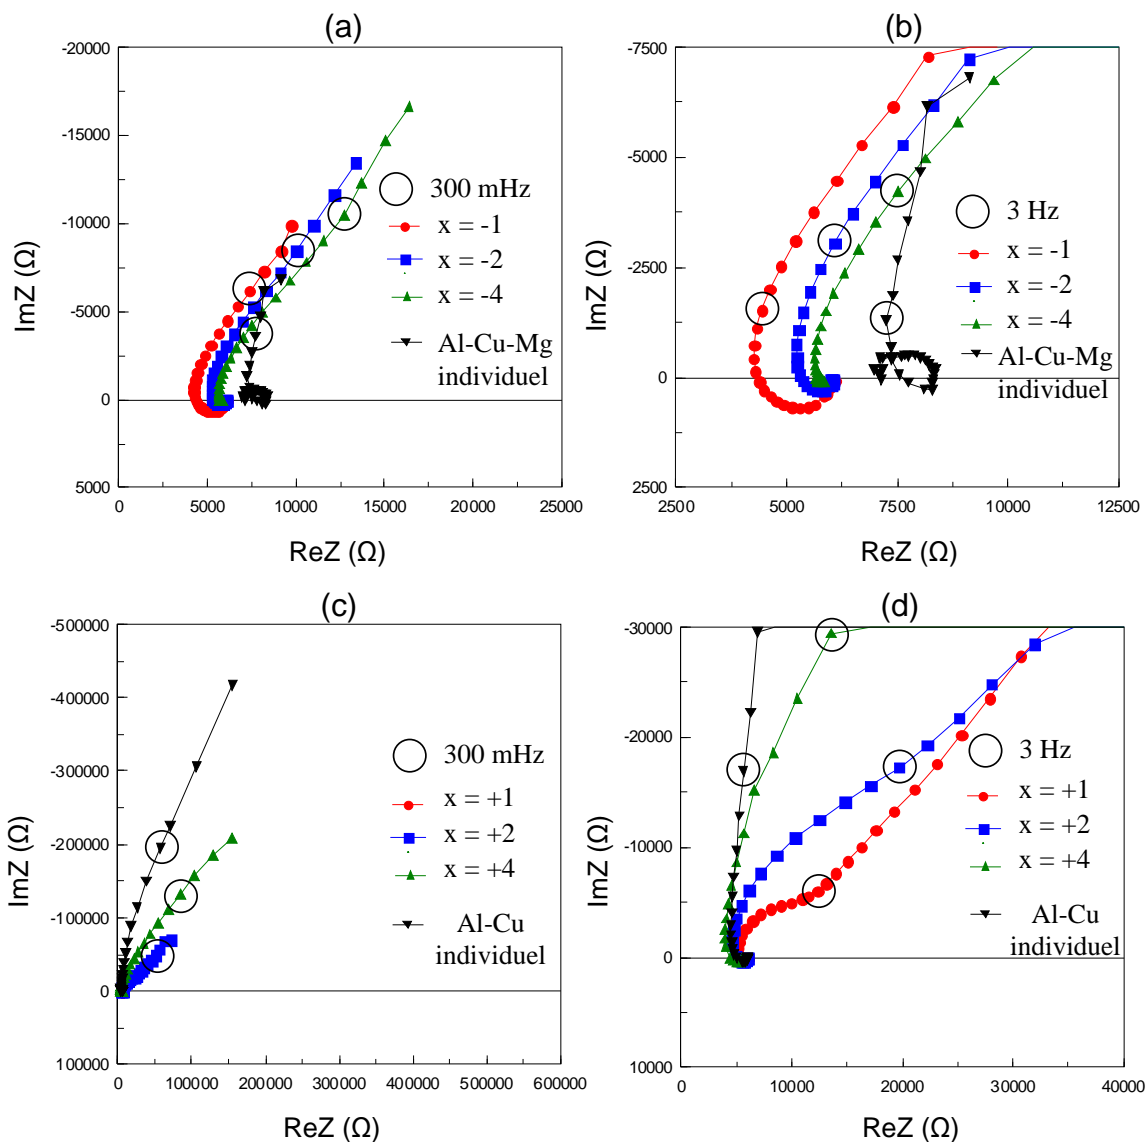 (a)
-20000
-15000
-10000
-5000
0
5000
0
5000
10000
15000
20000
25000
ImZ (Ω)
ReZ (Ω)
300 mHz
x = -1
x = -2
x = -4
Al-Cu-Mg
individuel
(b)
-7500
-5000
-2500
0
2500
2500
5000
7500
10000
12500
ImZ (Ω)
ReZ (Ω)
3 Hz
x = -1
x = -2
x = -4
Al-Cu-Mg
individuel
(c)
-500000
-400000
-300000
-200000
-100000
0
100000
0
100000
200000
300000
400000
500000
600000
ImZ (Ω)
ReZ (Ω)
300 mHz
x = +1
x = +2
x = +4
Al-Cu
individuel
(d)
-30000
-20000
-10000
0
10000
0
10000
20000
30000
40000
ImZ (Ω)
ReZ (Ω)
3 Hz
x = +1
x = +2
x = +4
Al-Cu
individuel